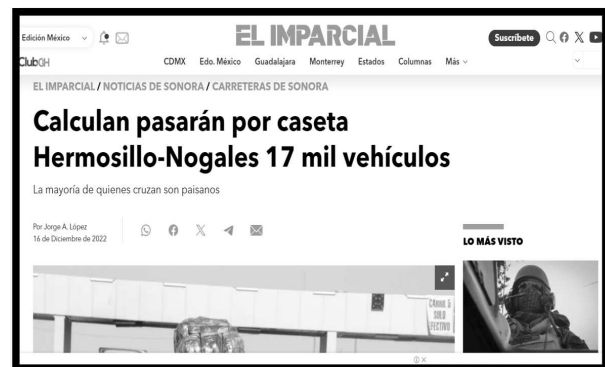 Edición México
EL IMPARCIAL
Suscríbete
ClubGH
CDMX Edo. México Guadalajara Monterrey Estados Columnas Más
EL IMPARCIAL / NOTICIAS DE SONORA / CARRETERAS DE SONORA
Calculan pasarán por caseta
Hermosillo-Nogales 17 mil vehículos
La mayoría de quienes cruzan son paisanos
Por Jorge A. López
16 de Diciembre de 2022
LO MÁS VISTO
CARRIL
SOLO
EFECTIVO